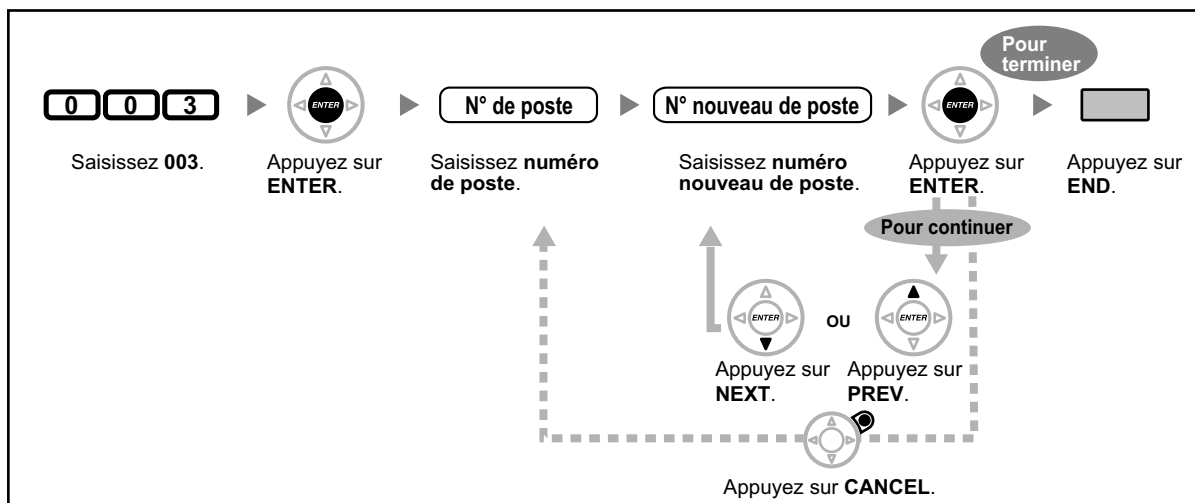 Pour
terminer
0 0 3
ENTER
N° de poste
N° nouveau de poste
ENTER
Saisissez 003.
Appuyez sur
ENTER.
Saisissez numéro
de poste.
Saisissez numéro
nouveau de poste.
Appuyez sur
ENTER.
Appuyez sur
END.
Pour continuer
ENTER
OU
ENTER
Appuyez sur
NEXT.
Appuyez sur
PREV.
Appuyez sur CANCEL.